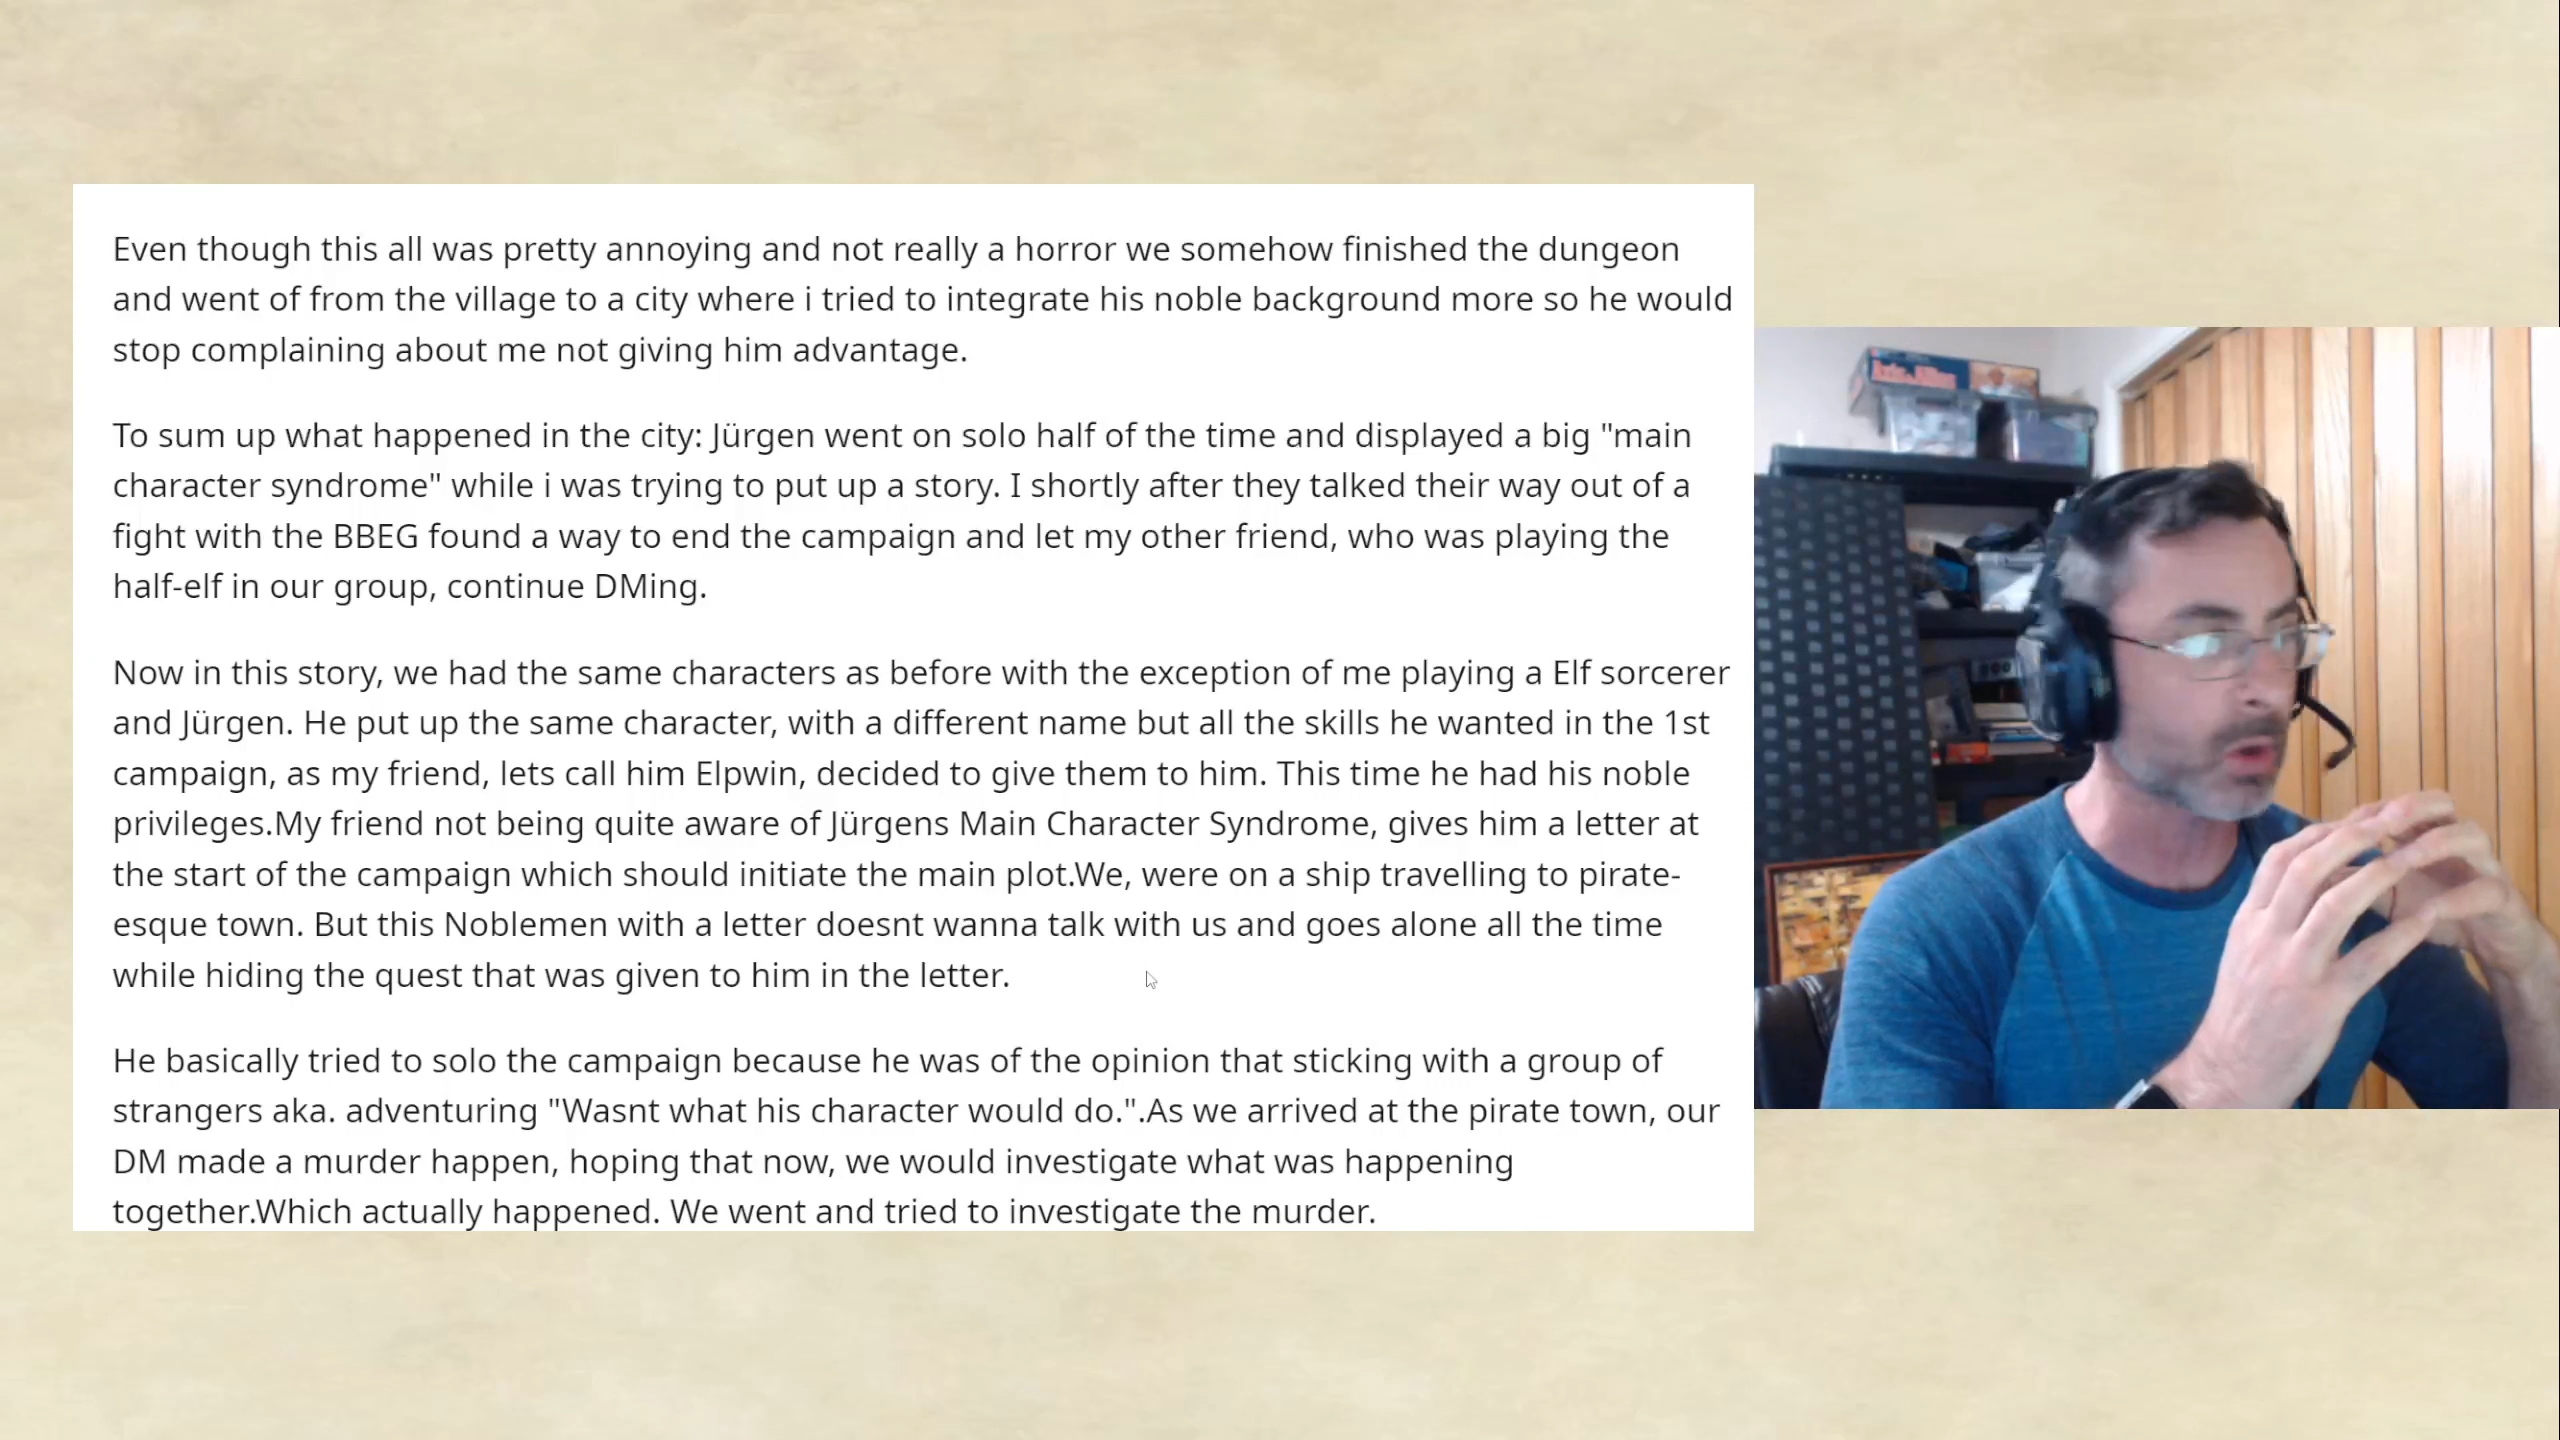 Even though this all was pretty annoying and not really a horror we somehow finished the dungeon
and went of from the village to a city where i tried to integrate his noble background more so he would
stop complaining about me not giving him advantage.
To sum up what happened in the city: Jürgen went on solo half of the time and displayed a big "main
character syndrome" while i was trying to put up a story. I shortly after they talked their way out of a
fight with the BBEG found a way to end the campaign and let my other friend, who was playing the
half-elf in our group, continue DMing.
Now in this story, we had the same characters as before with the exception of me playing a Elf sorcerer
and Jürgen. He put up the same character, with a different name but all the skills he wanted in the 1st
campaign, as my friend, lets call him Elpwin, decided to give them to him. This time he had his noble
privileges.My friend not being quite aware of Jürgens Main Character Syndrome, gives him a letter at
the start of the campaign which should initiate the main plot.We, were on a ship travelling to pirate-
esque town. But this Noblemen with a letter doesnt wanna talk with us and goes alone all the time
while hiding the quest that was given to him in the letter.
He basically tried to solo the campaign because he was of the opinion that sticking with a group of
strangers aka. adventuring "Wasnt what his character would do.".As we arrived at the pirate town, our
DM made a murder happen, hoping that now, we would investigate what was happening
together.Which actually happened. We went and tried to investigate the murder.
Axis & Allies